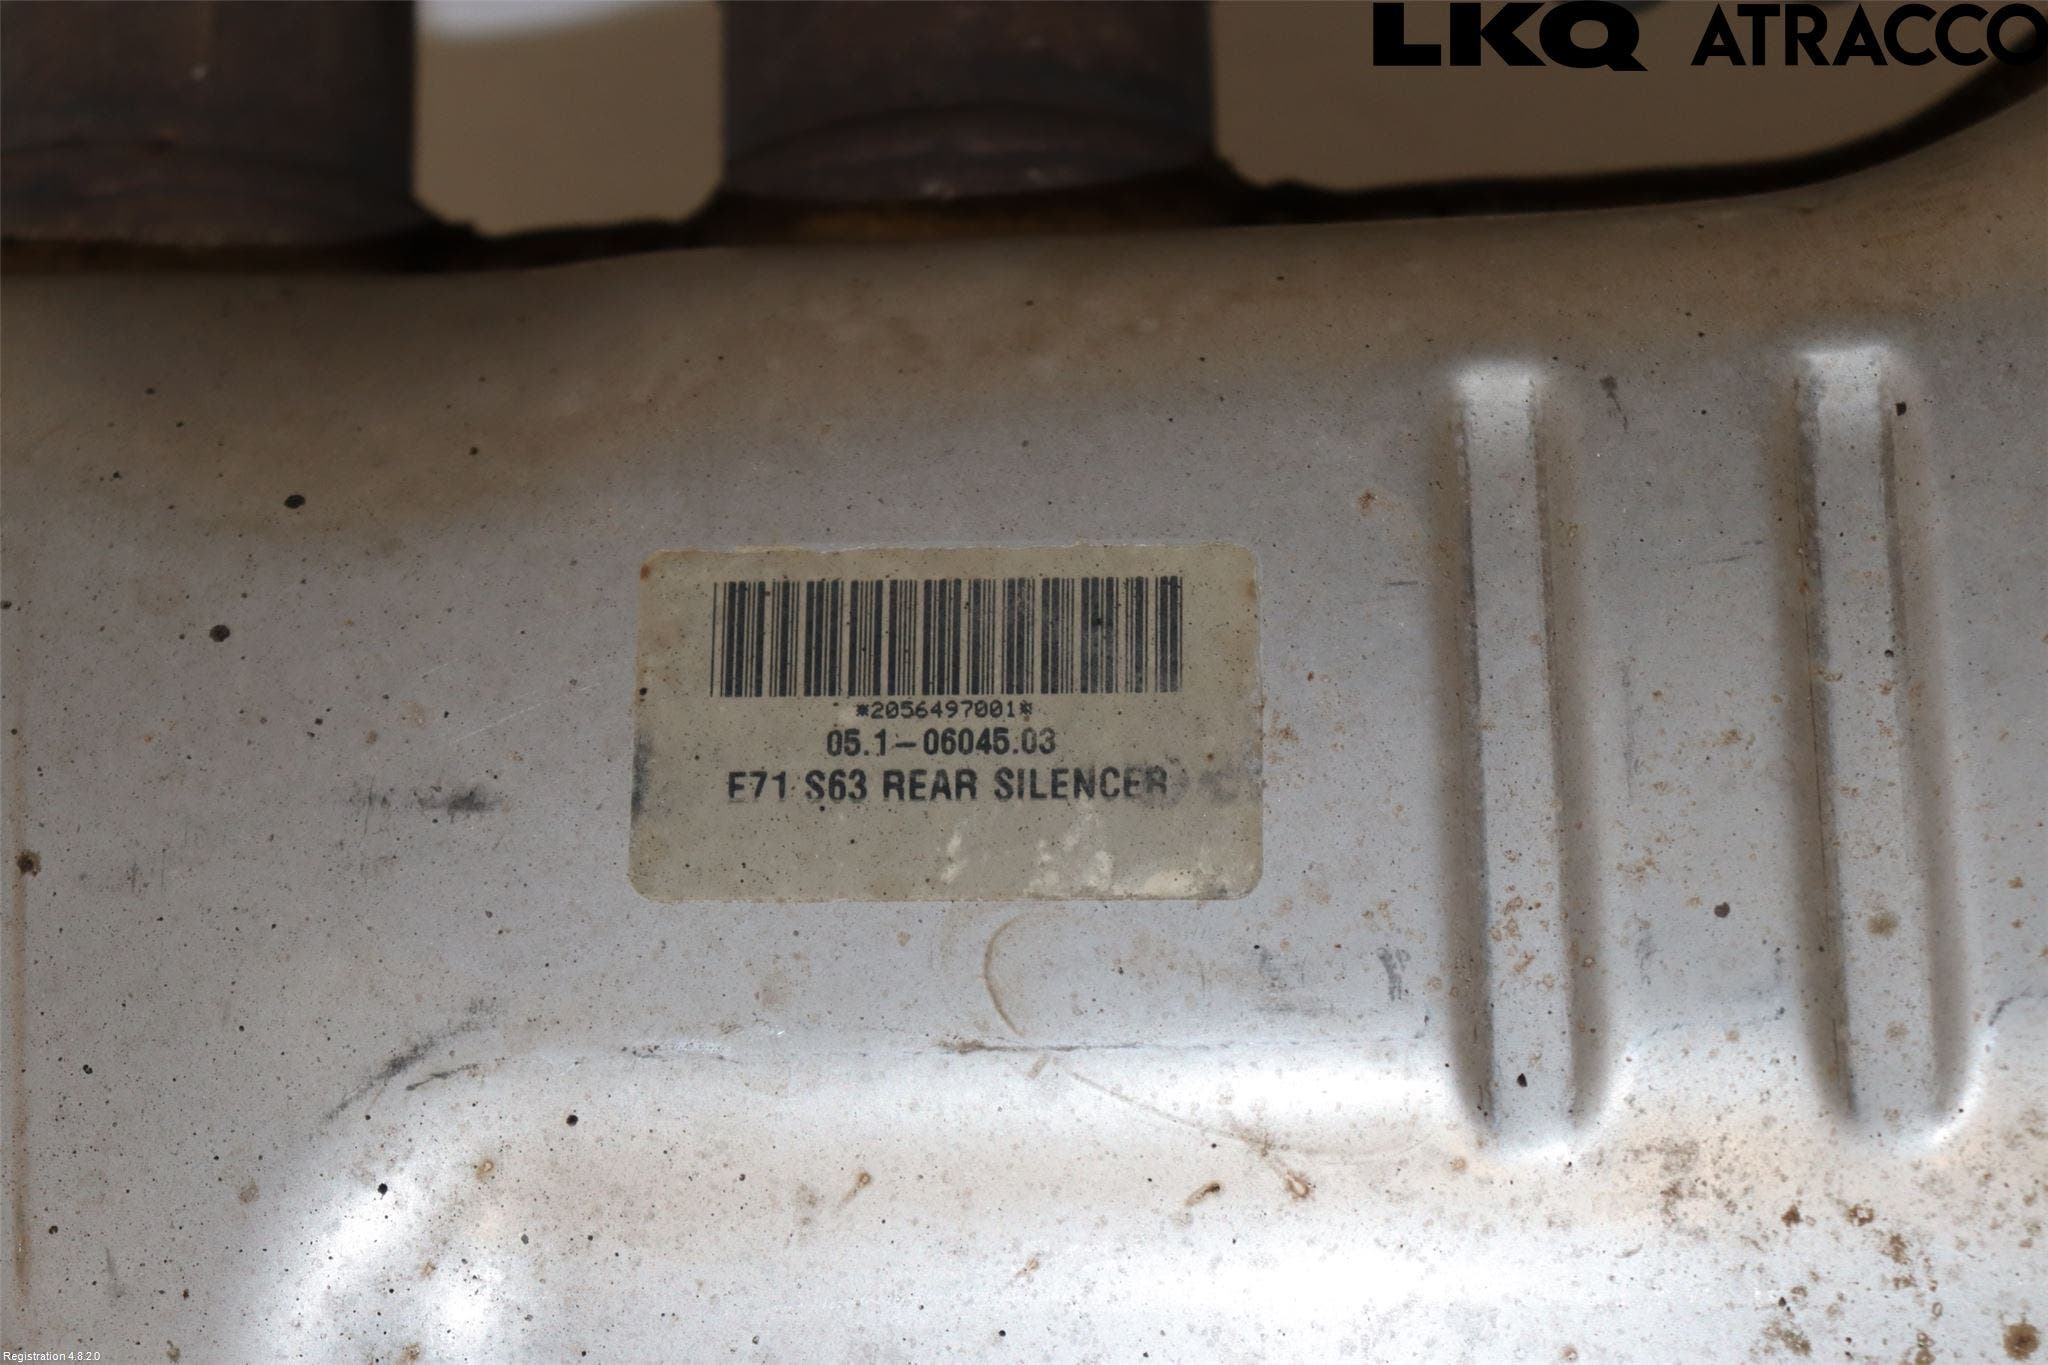 LKQ ATRACCO
*2056497001*
05.1-06045.03
E71 S63 REAR SILENCER
Registration 4.8.2.0